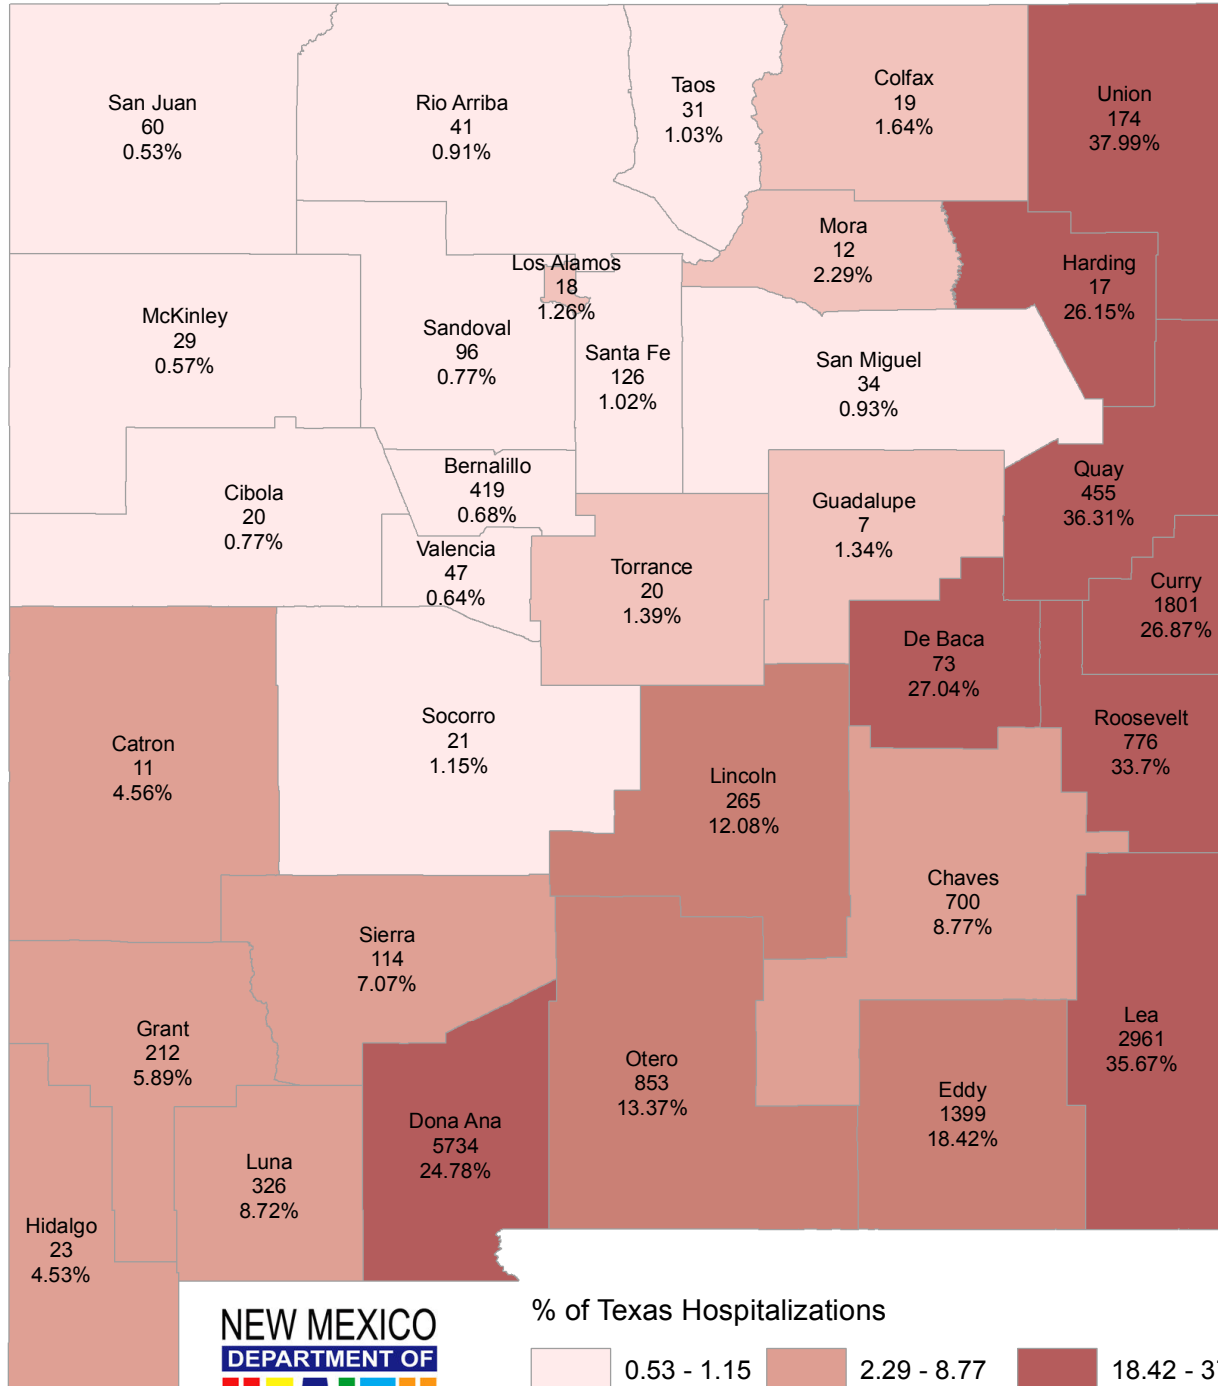 San Juan
60
0.53%
Rio Arriba
41
0.91%
Taos
31
1.03%
Colfax
19
1.64%
Union
174
37.99%
Mora
12
2.29%
Harding
17
26.15%
Los Alamos
18
1.26%
McKinley
29
0.57%
Sandoval
96
0.77%
Santa Fe
126
1.02%
San Miguel
34
0.93%
Bernalillo
419
0.68%
Cibola
20
0.77%
Guadalupe
7
1.34%
Quay
455
36.31%
Valencia
47
0.64%
Torrance
20
1.39%
Curry
1801
26.87%
De Baca
73
27.04%
Socorro
21
1.15%
Roosevelt
776
33.7%
Catron
11
4.56%
Lincoln
265
12.08%
Chaves
700
8.77%
Sierra
114
7.07%
Grant
212
5.89%
Otero
853
13.37%
Lea
2961
35.67%
Eddy
1399
18.42%
Dona Ana
5734
24.78%
Luna
326
8.72%
Hidalgo
23
4.53%
NEW MEXICO
DEPARTMENT OF
% of Texas Hospitalizations
0.53 - 1.15
2.29 - 8.77
18.42 - 3